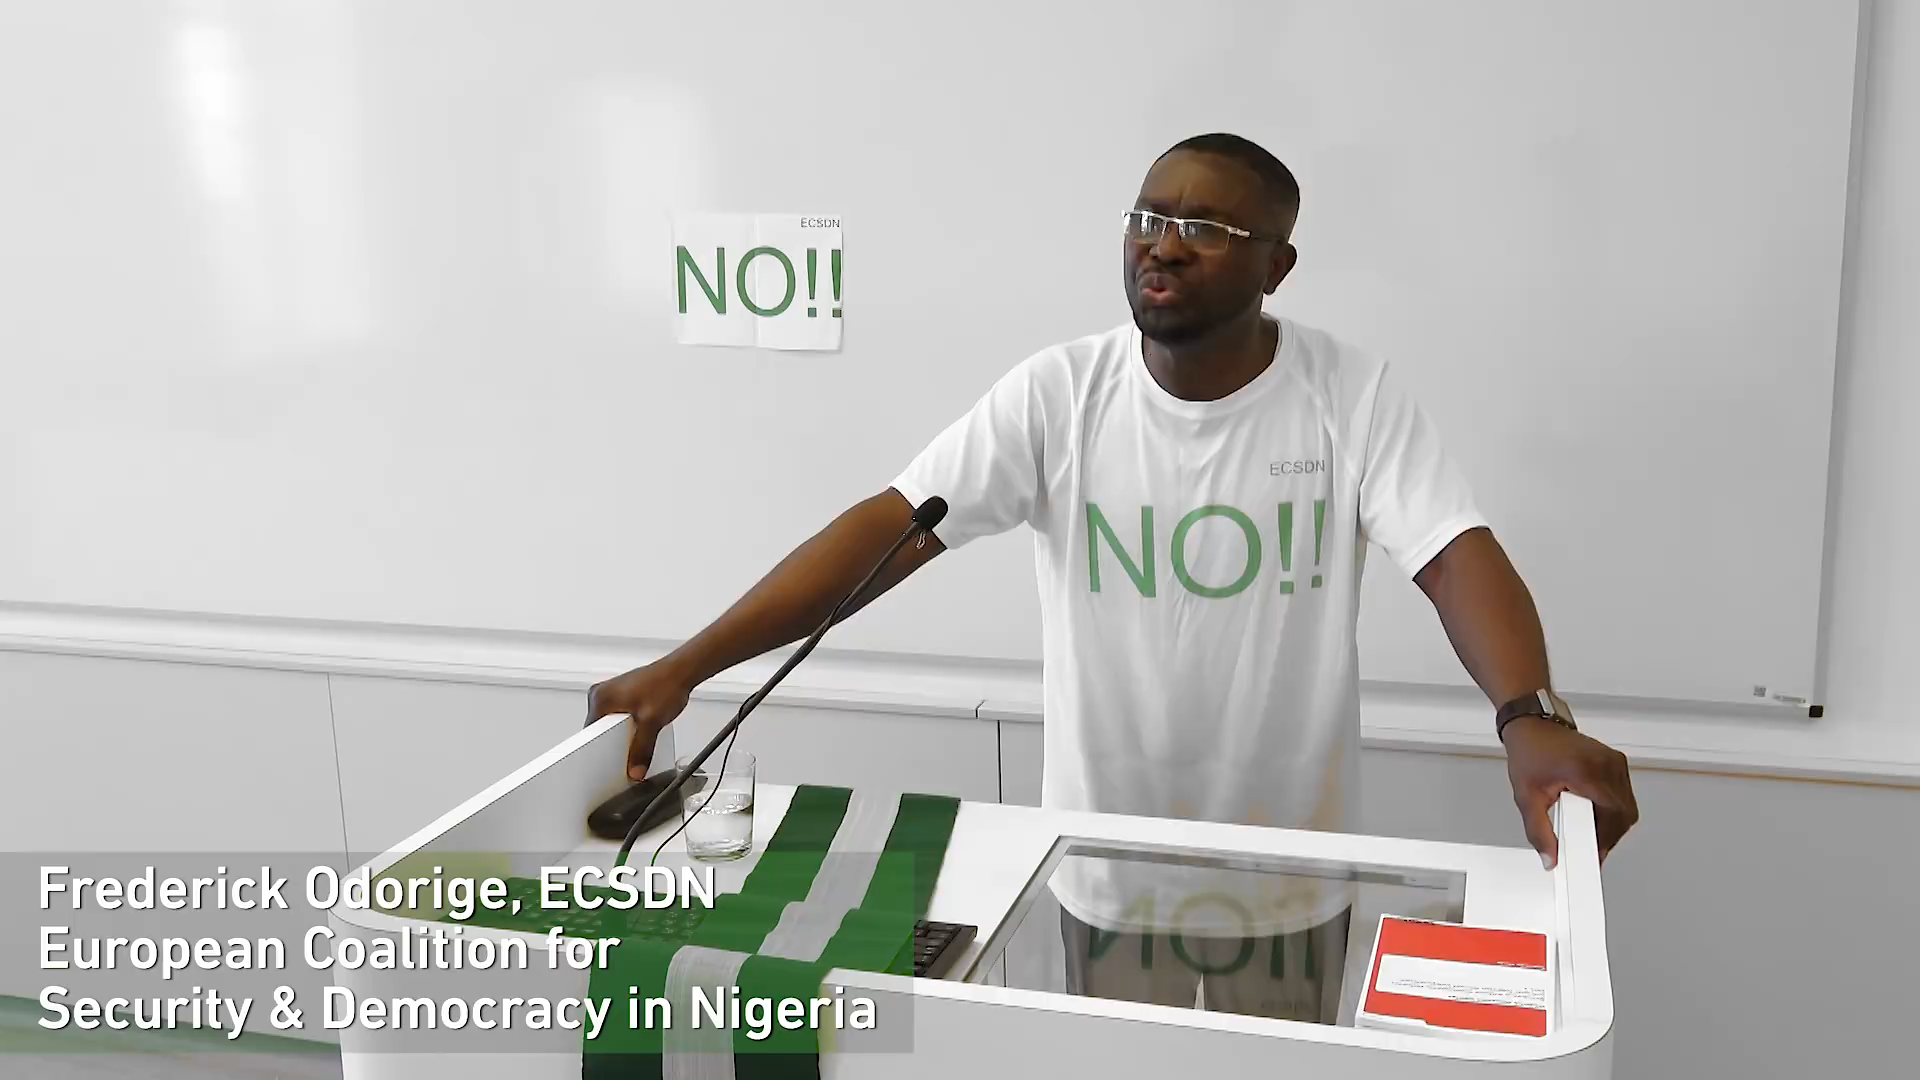 ECSDN
NO!!
ECSDN
NO!!
Frederick Odorige, ECSDN
European Coalition for
Security & Democracy in Nigeria